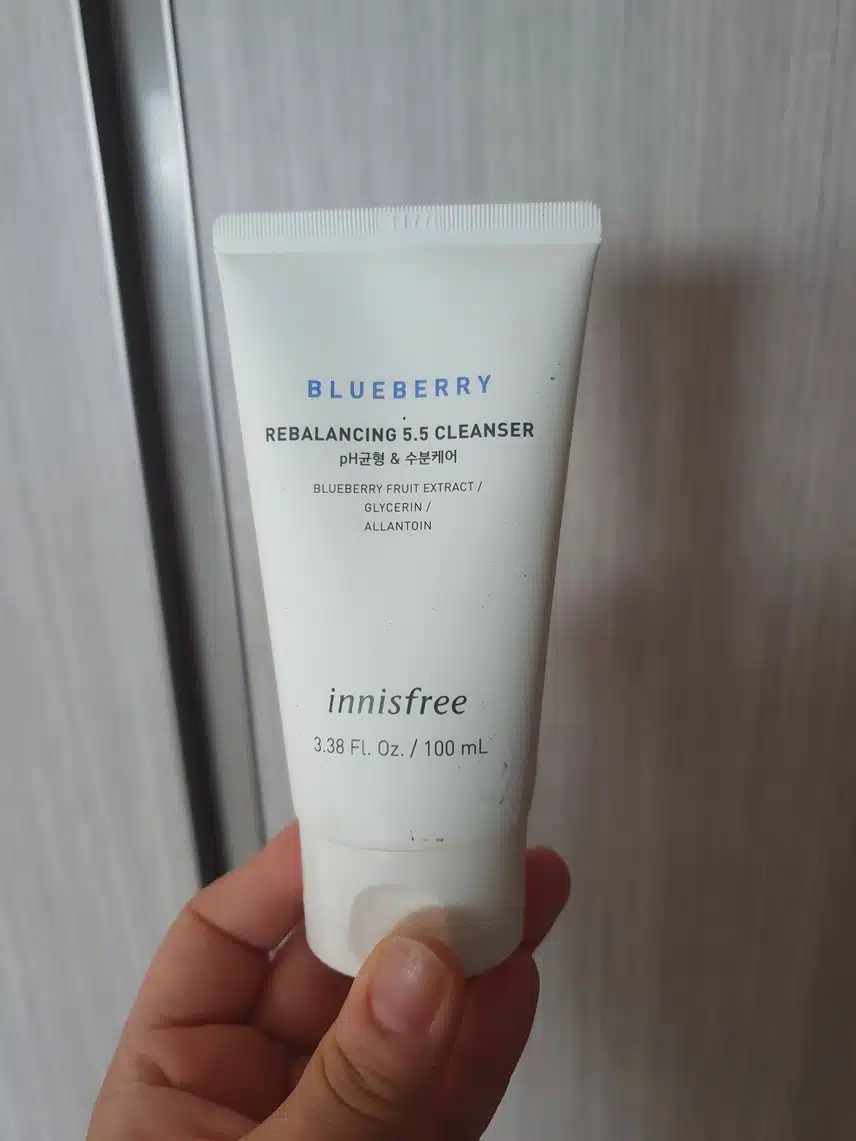 BLUEBERRY
REBALANCING 5.5 CLEANSER
pH균형 & 수분케어
BLUEBERRY FRUIT EXTRACT /
GLYCERIN /
ALLANTOIN
innisfree
3.38 Fl. Oz. / 100 mL